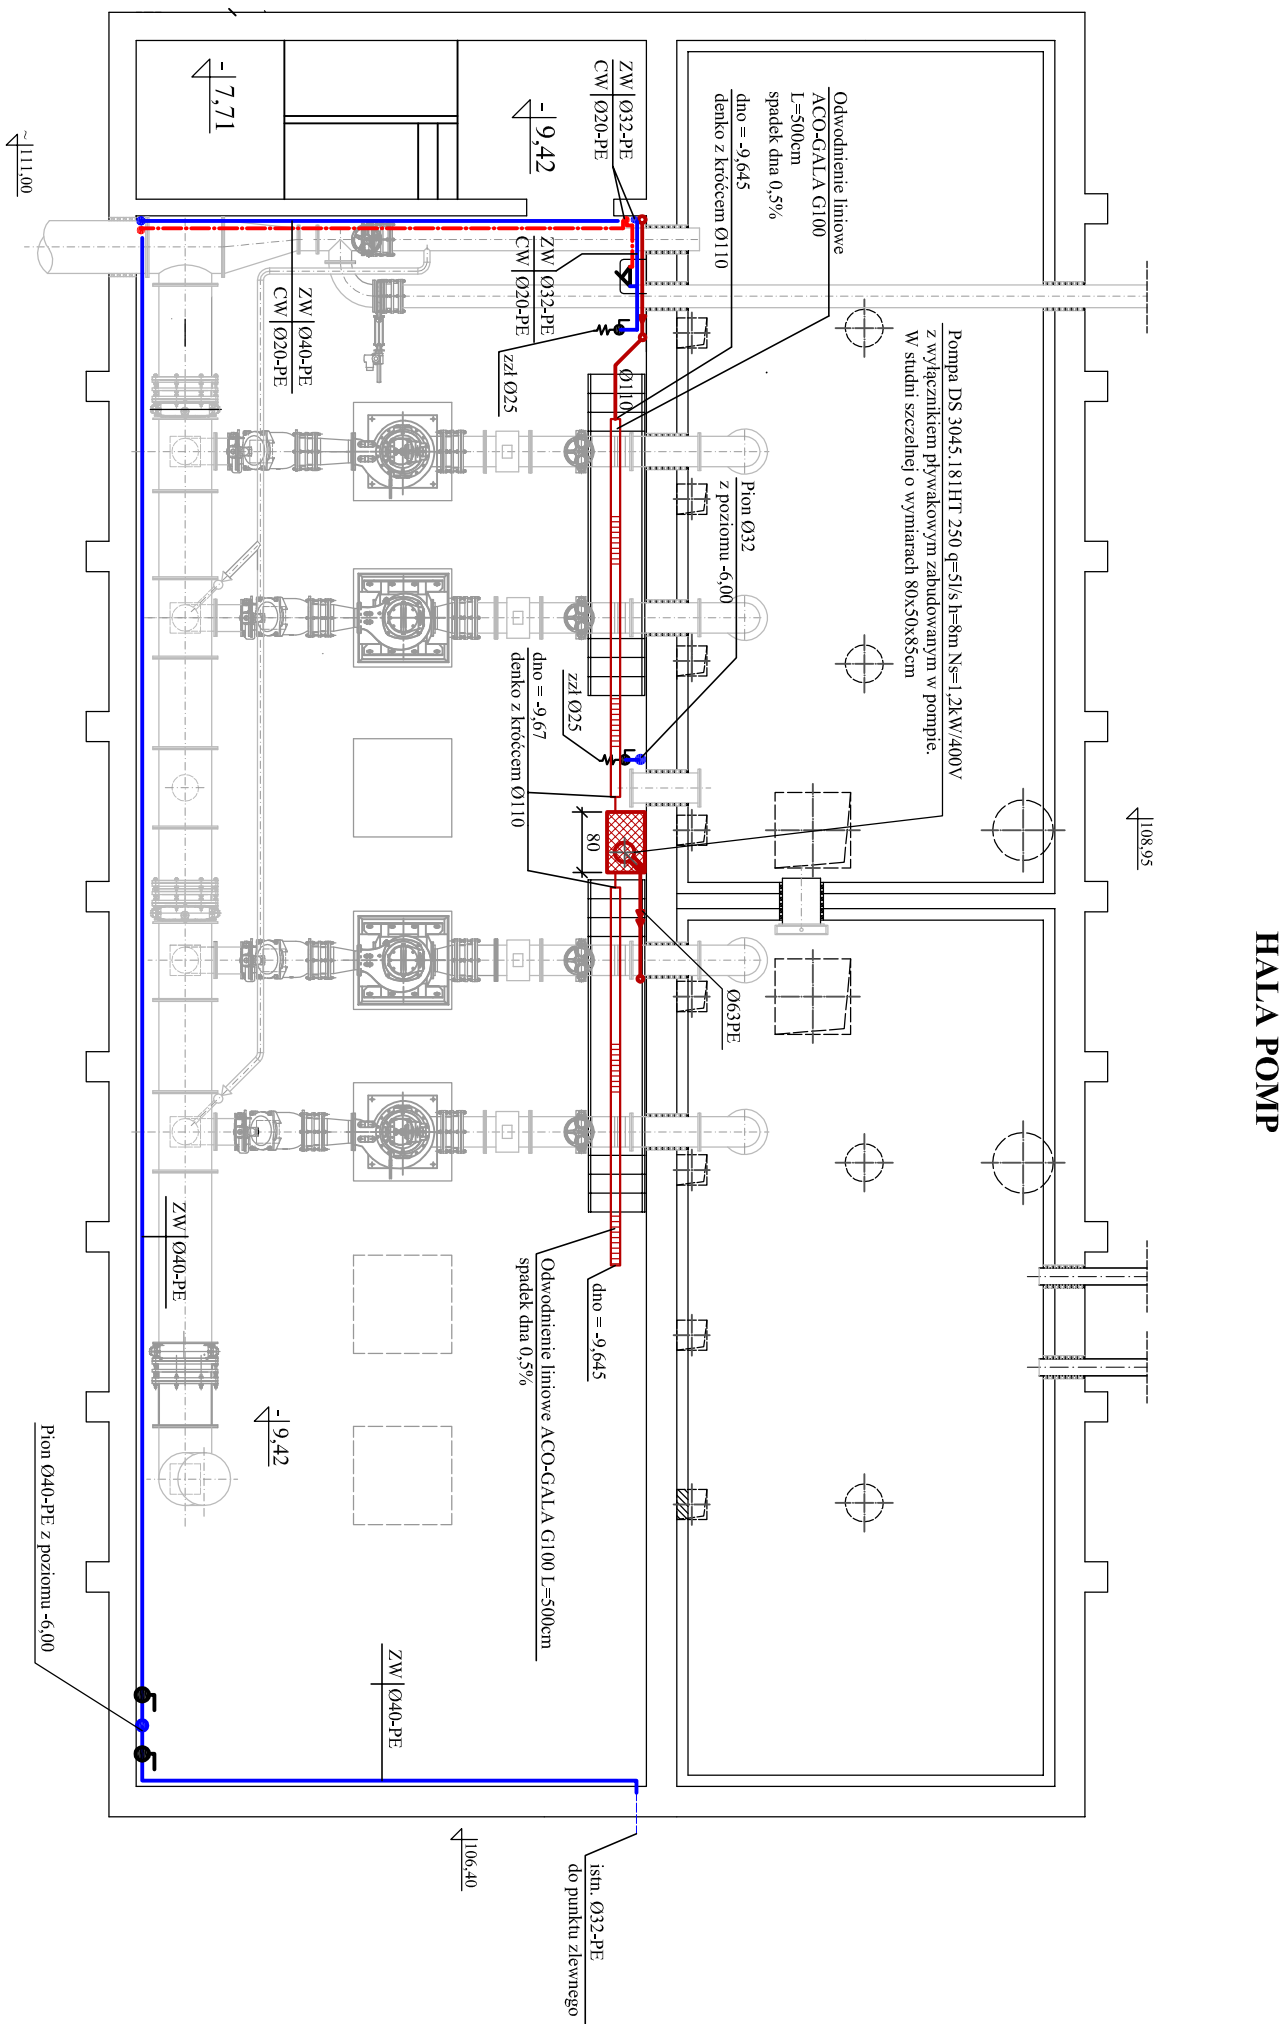 HALA POMP
~111,00
- 7,71
- 9,42
ZW Ø32-PE
CW Ø20-PE
Odwodnienie liniowe
ACO-GALA G100
L=500cm
spadek dna 0,5%
dno = -9,645
denko z króćcem Ø110
ZW Ø40-PE
CW Ø20-PE
ZW Ø32-PE
CW Ø20-PE
zzł Ø25
Ø110
Pompa DS 3045.181HT 250 q=5l/s h=8m Ns=1,2kW/400V
z wyłącznikiem pływakowym zabudowanym w pompie.
W studni szczelnej o wymiarach 80x50x85cm
Pion Ø32
z poziomu -6,00
zzł Ø25
dno = -9,67
denko z króćcem Ø110
80
108,95
Ø63PE
ZW Ø40-PE
dno = -9,645
Odwodnienie liniowe ACO-GALA G100 L=500cm
spadek dna 0,5%
- 9,42
Pion Ø40-PE z poziomu -6,00
ZW Ø40-PE
106,40
istn. Ø32-PE
do punktu zlewnego